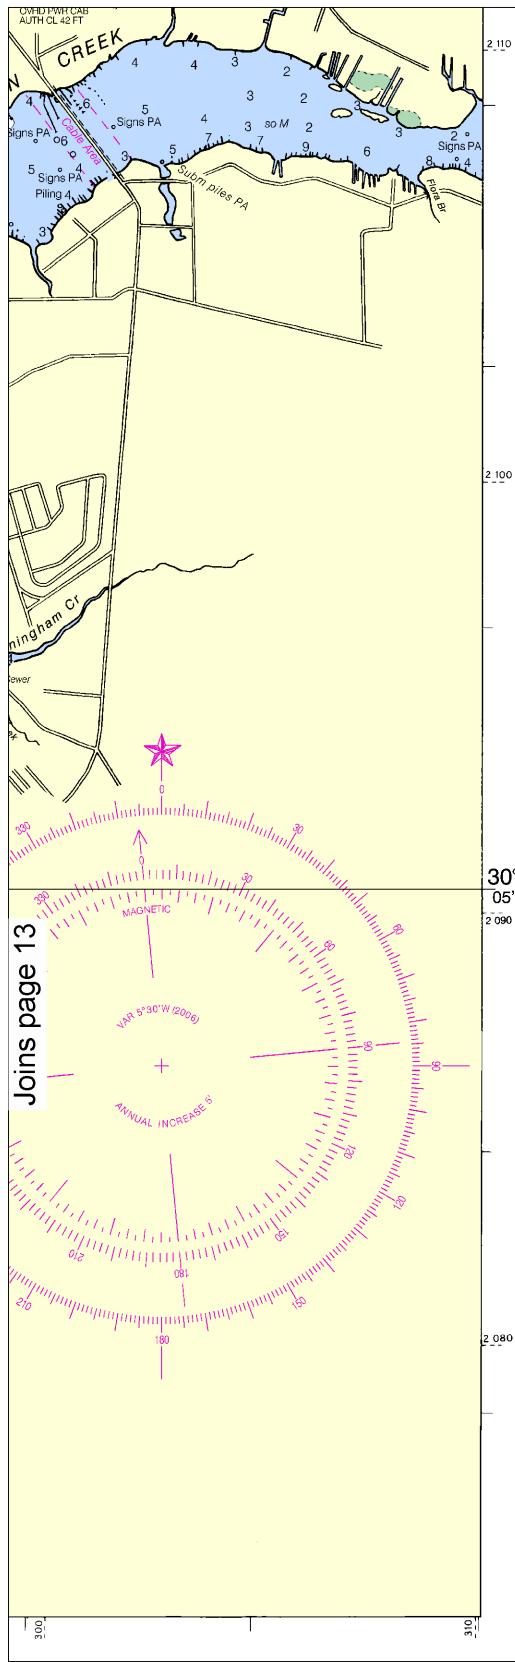 OVHD PWR CAB
AUTH CL 42 FT
N CREEK
2 110
4 4 3 2
4 6 3 2
5 Signs PA
Signs PA 6
Cable Area
4 3 so M 2
7 7 9
3 3 2
Signs PA
5 4 3 5 6 8 4
Signs PA
Piling 4
3
Subm piles PA
Flora Br
2 100
ningham Cr
Sewer
ek
0
330 30
0
330 30
MAGNETIC
30°
05'
2 090
60
60
Joins page 13
VAR 5°30'W (2006)
90
90
ANNUAL INCREASE 5'
120
120
150
150
180
180
210
210
2 080
300
310